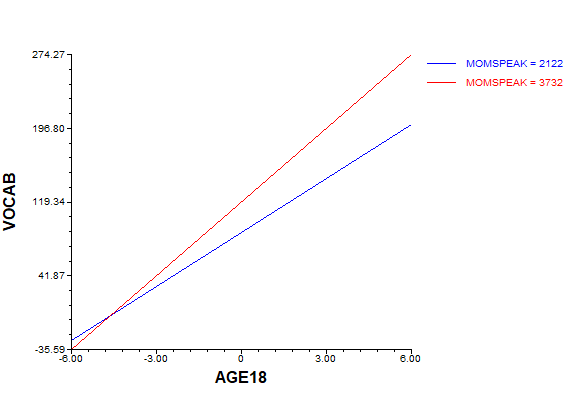 274.27
MOMSPEAK = 2122
MOMSPEAK = 3732
196.80
VOCAB
119.34
41.87
-35.59
-6.00 -3.00 0 3.00 6.00
AGE18